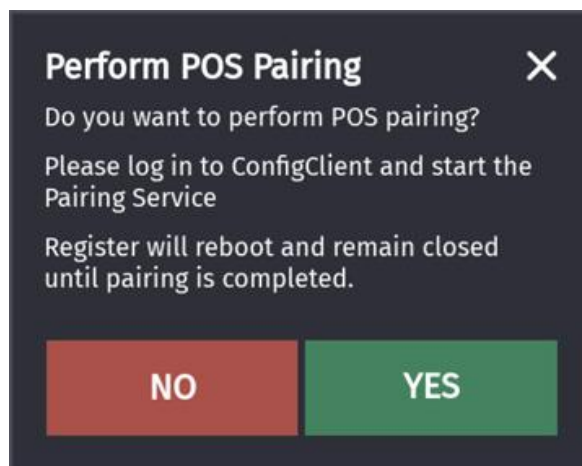 Perform POS Pairing
Do you want to perform POS pairing?
Please log in to ConfigClient and start the
Pairing Service
Register will reboot and remain closed
until pairing is completed.
NO
YES